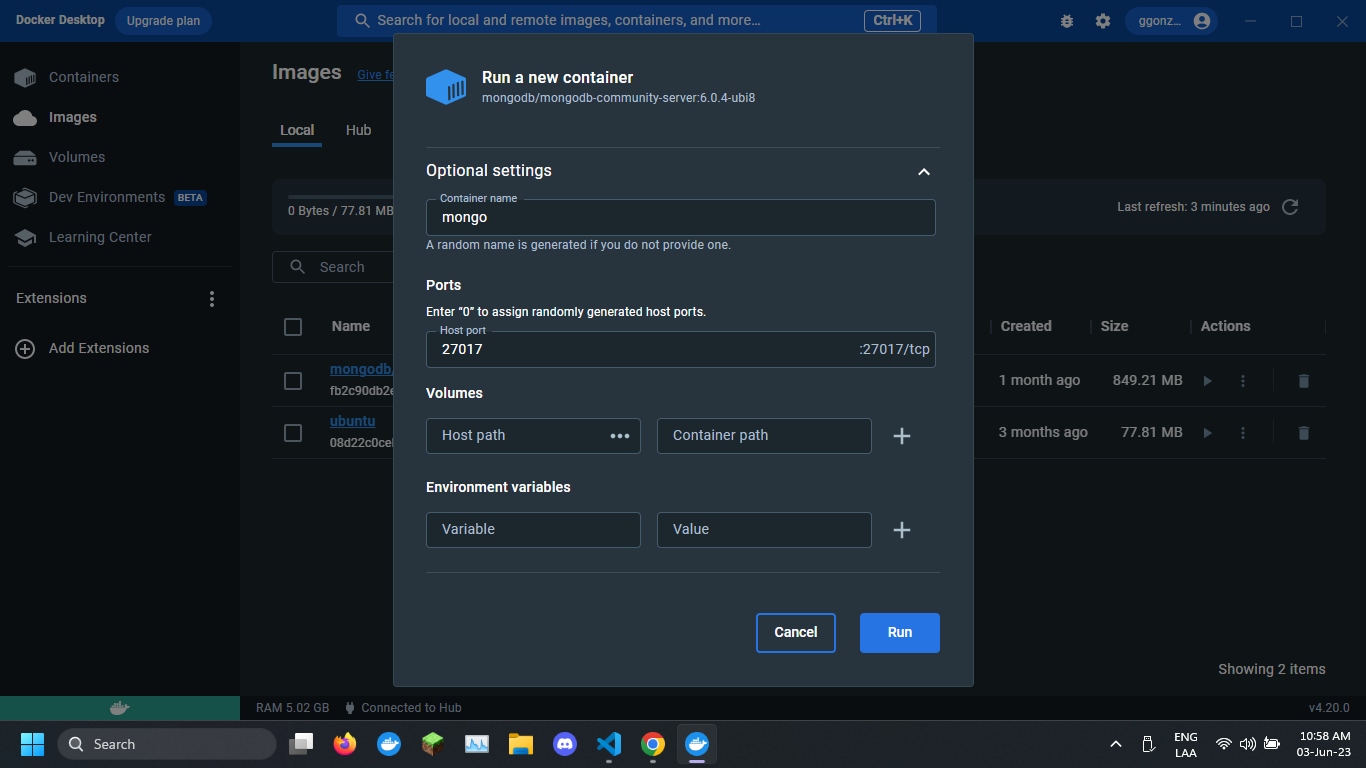 Docker Desktop
Upgrade plan
Search for local and remote images, containers, and more...
Ctrl+K
ggonz...
Containers
Images
Volumes
Dev Environments BETA
Learning Center
Extensions
Add Extensions
Images
Give fe
Local Hub
0 Bytes / 77.81 MB
Last refresh: 3 minutes ago
Search
Name Created Size Actions
mongodb/
fb2c90db2e
1 month ago 849.21 MB
ubuntu
08d22c0ce
3 months ago 77.81 MB
Showing 2 items
Run a new container
mongodb/mongodb-community-server:6.0.4-ubi8
Optional settings
Container name
mongo
A random name is generated if you do not provide one.
Ports
Enter “0” to assign randomly generated host ports.
Host port
27017 :27017/tcp
Volumes
Host path ••• Container path
Environment variables
Variable Value
Cancel Run
RAM 5.02 GB Connected to Hub v4.20.0
Search
ENG
LAA
10:58 AM
03-Jun-23